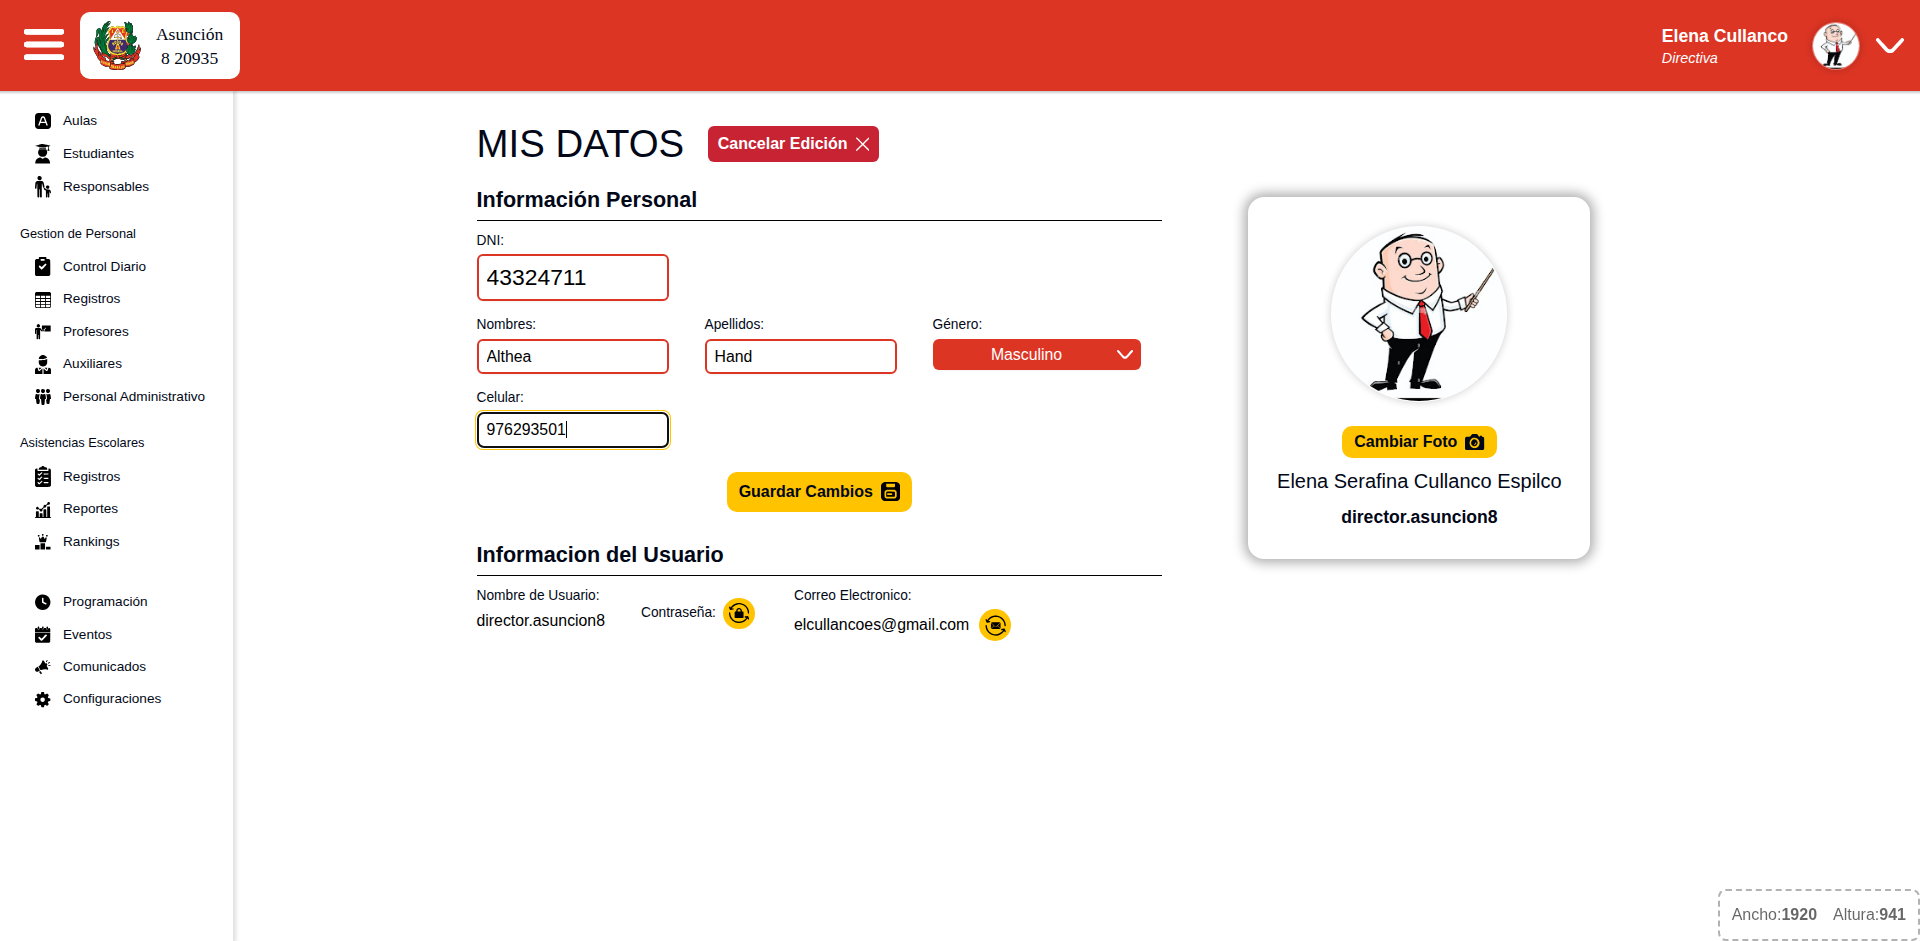 Asunción
8 20935
Elena Cullanco
Directiva
Aulas
Estudiantes
Responsables
Gestion de Personal
Control Diario
Registros
Profesores
Auxiliares
Personal Administrativo
Asistencias Escolares
Registros
Reportes
Rankings
Programación
Eventos
Comunicados
Configuraciones
MIS DATOS
Cancelar Edición
Información Personal
DNI:
43324711
Nombres:
Althea
Apellidos:
Hand
Género:
Masculino
Celular:
976293501
Guardar Cambios
Informacion del Usuario
Nombre de Usuario:
director.asuncion8
Contraseña:
Correo Electronico:
elcullancoes@gmail.com
Cambiar Foto
Elena Serafina Cullanco Espilco
director.asuncion8
Ancho:1920 Altura:941